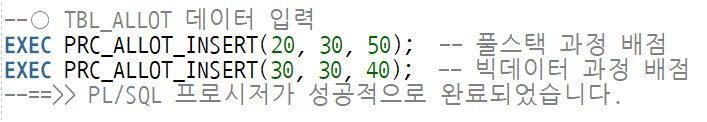 --○ TBL_ALLOT 데이터 입력
EXEC PRC_ALLOT_INSERT(20, 30, 50);  -- 풀스택 과정 배점
EXEC PRC_ALLOT_INSERT(30, 30, 40);  -- 빅데이터 과정 배점
--==>> PL/SQL 프로시저가 성공적으로 완료되었습니다.